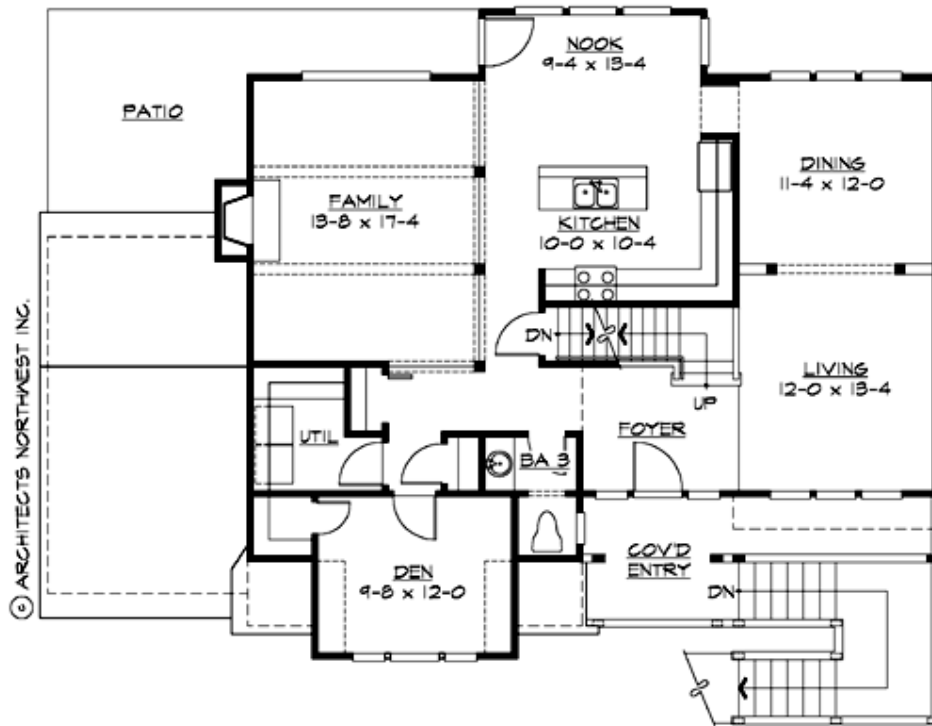 NOOK
9-4 x 13-4
PATIO
DINING
11-4 x 12-0
FAMILY
13-8 x 17-4
KITCHEN
10-0 x 10-4
DN
LIVING
12-0 x 13-4
UP
UTIL
FOYER
BA 3
COV'D
ENTRY
DEN
9-8 x 12-0
DN
© ARCHITECTS NORTHWEST INC.